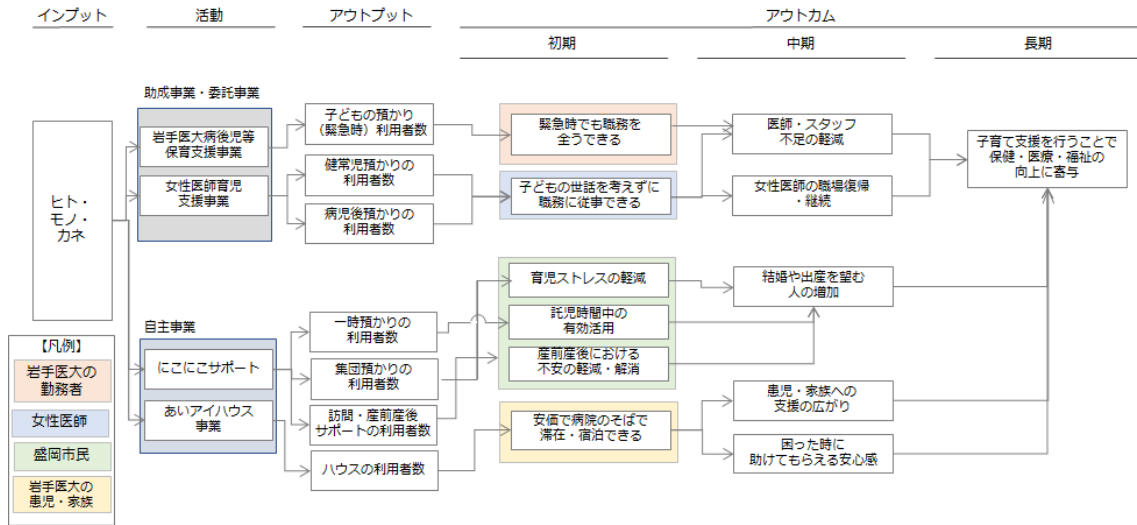 インプット
活動
アウトプット
アウトカム
初期
中期
長期
助成事業・委託事業
岩手医大病後児等
保育支援事業
女性医師育児
支援事業
子どもの預かり
(緊急時)利用者数
健常児預かりの
利用者数
病児後預かりの
利用者数
緊急時でも職務を
全うできる
子どもの世話を考えずに
職務に従事できる
医師・スタッフ
不足の軽減
女性医師の職場復帰
・継続
子育て支援を行うことで
保健・医療・福祉の
向上に寄与
ヒト・
モノ・
カネ
自主事業
にこにこサポート
あいアイハウス
事業
一時預かりの
利用者数
集団預かりの
利用者数
訪問・産前産後
サポートの利用者数
ハウスの利用者数
育児ストレスの軽減
託児時間中の
有効活用
産前産後における
不安の軽減・解消
安価で病院のそばで
滞在・宿泊できる
結婚や出産を望む
人の増加
患児・家族への
支援の広がり
困った時に
助けてもらえる安心感
【凡例】
岩手医大の
勤務者
女性医師
盛岡市民
岩手医大の
患児・家族